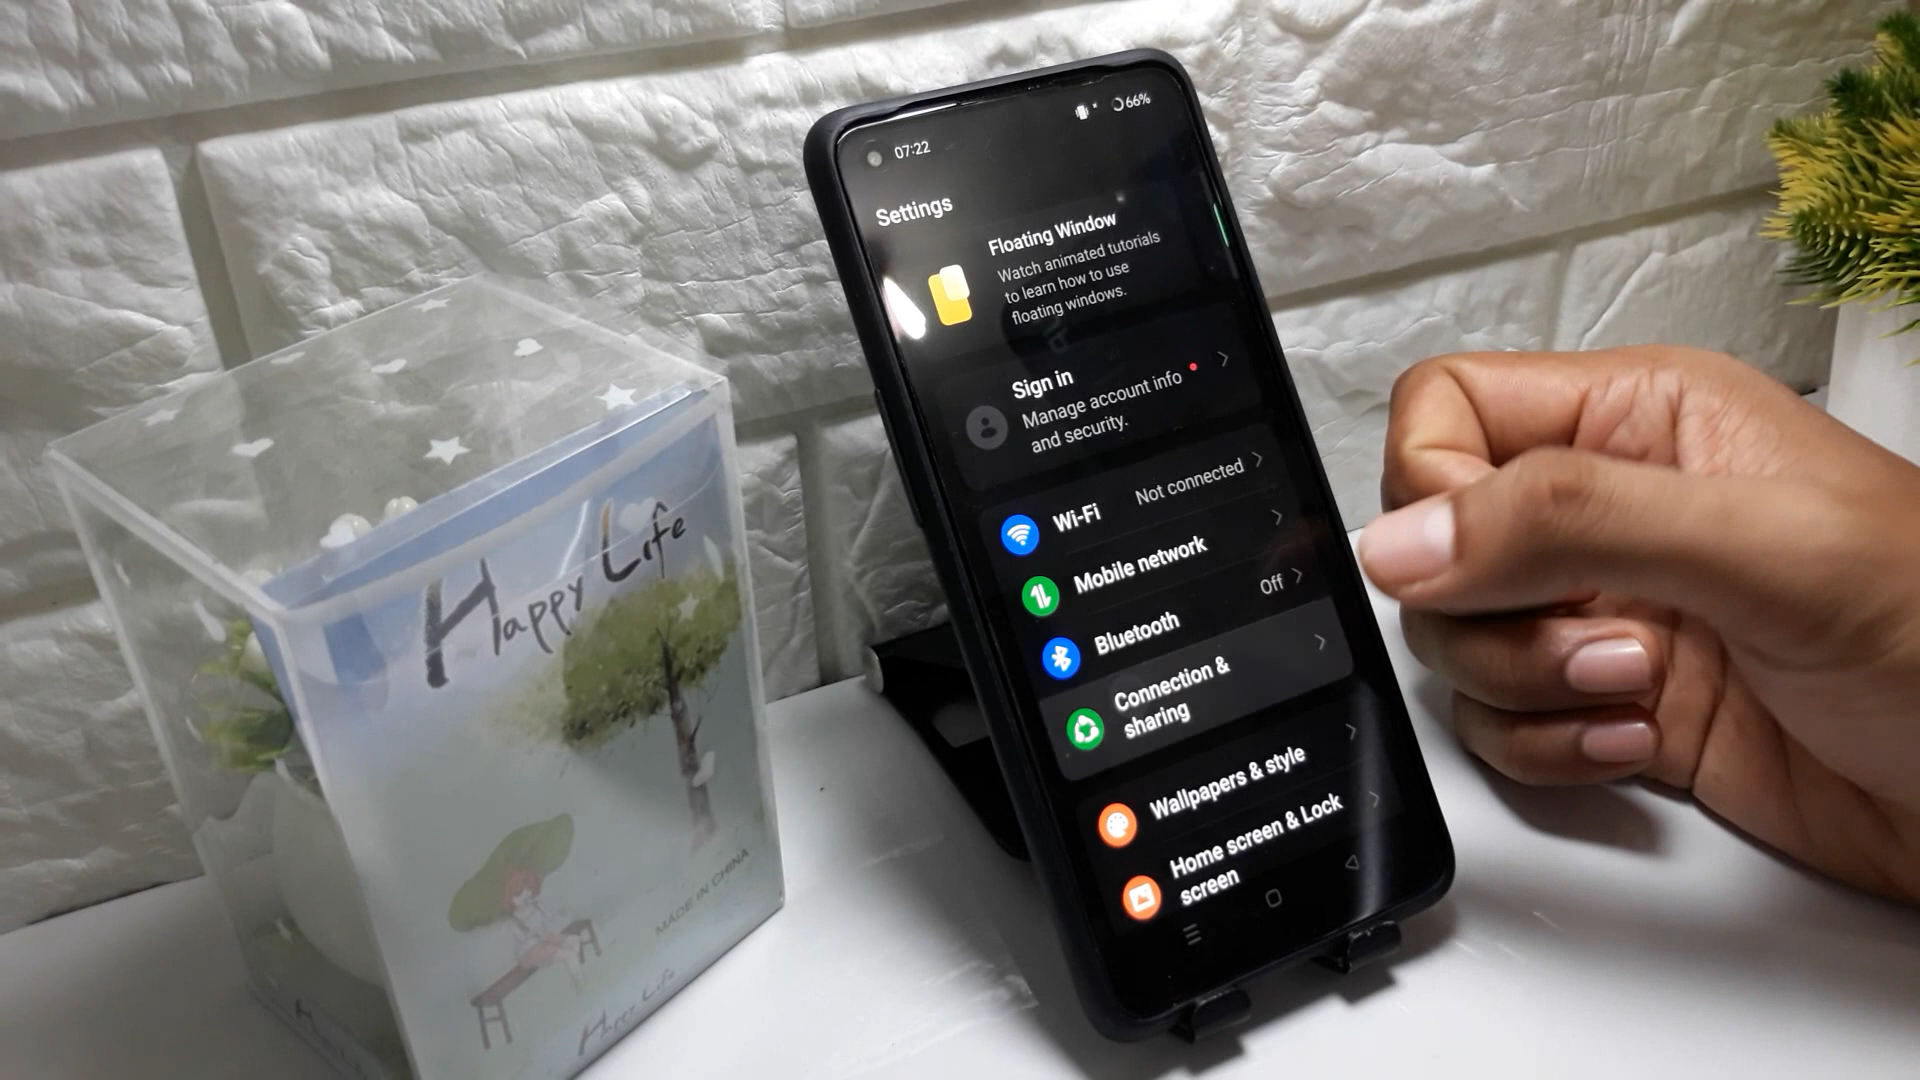 07:22
66%
Settings
Floating Window
Watch animated tutorials
to learn how to use
floating windows.
Sign in
Manage account info
and security.
Wi-Fi Not connected
Mobile network
Bluetooth Off
Connection &
sharing
Wallpapers & style
Home screen & Lock
screen
Happy Life
MADE IN CHINA
Happy Life